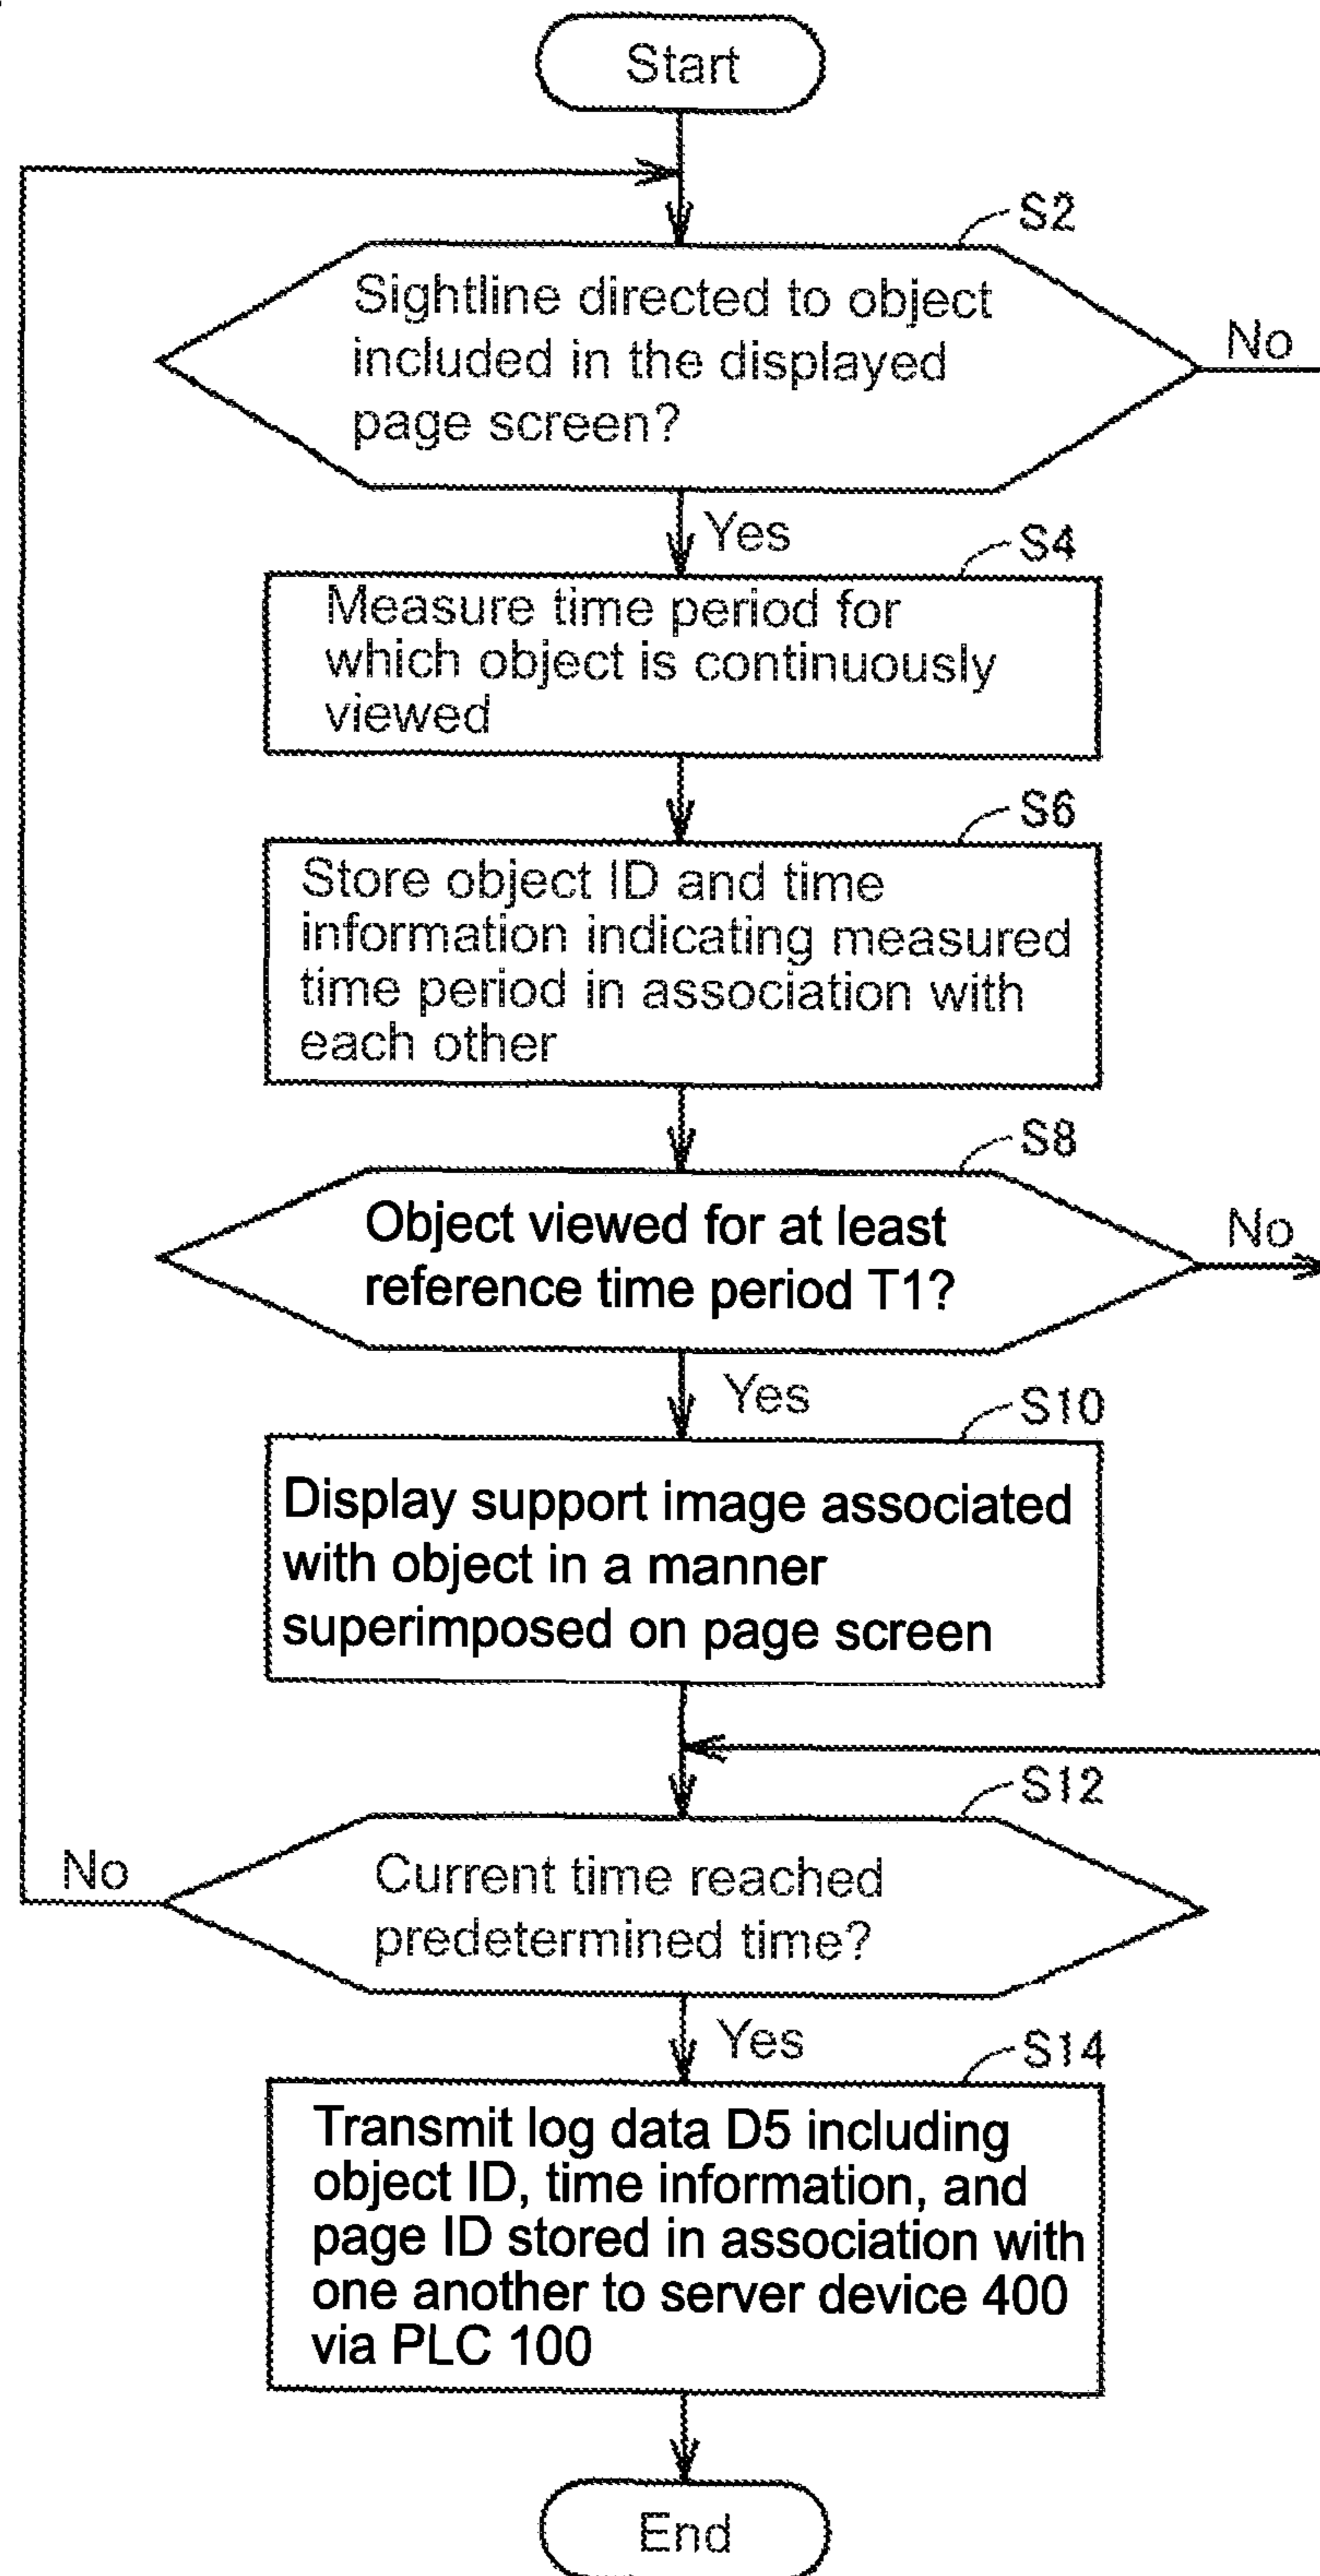 Start
S2
Sightline directed to object
included in the displayed
page screen?
No
Yes
S4
Measure time period for
which object is continuously
viewed
S6
Store object ID and time
information indicating measured
time period in association with
each other
S8
Object viewed for at least
reference time period T1?
No
Yes
S10
Display support image associated
with object in a manner
superimposed on page screen
S12
Current time reached
predetermined time?
No
Yes
S14
Transmit log data D5 including
object ID, time information, and
page ID stored in association with
one another to server device 400
via PLC 100
End